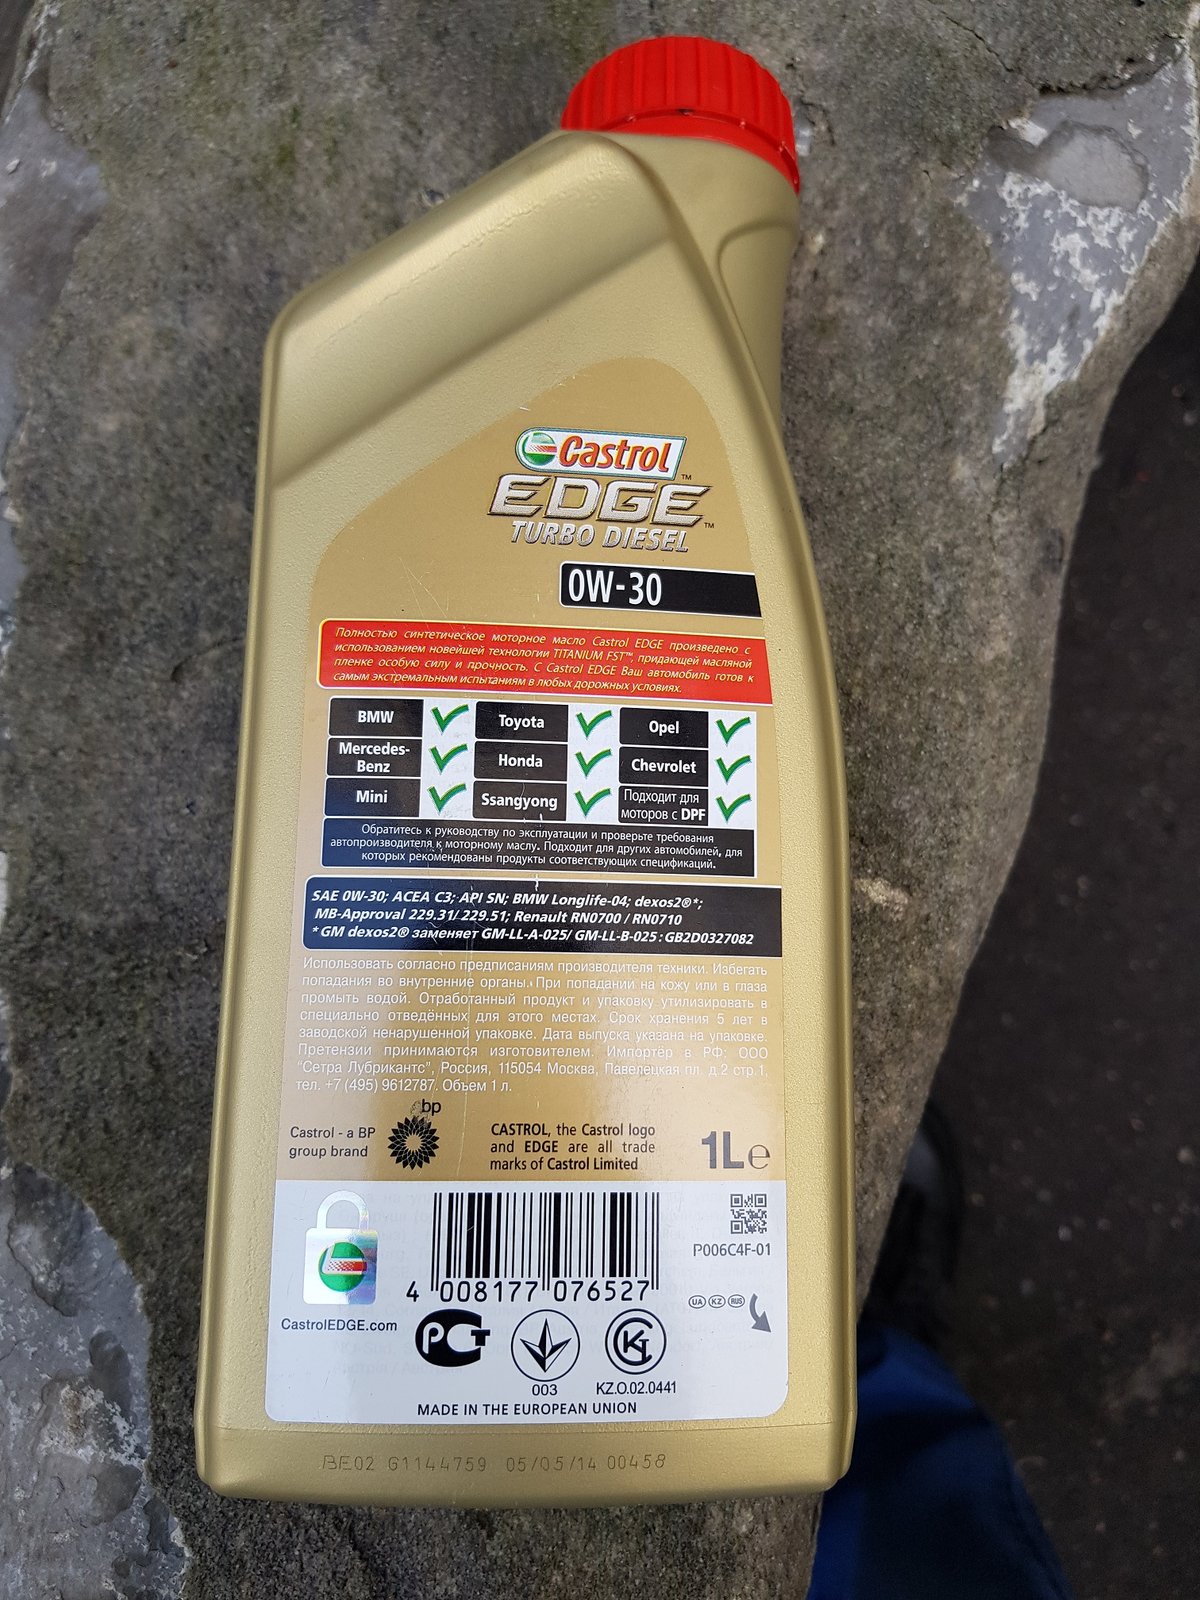 Castrol™
EDGE™
TURBO DIESEL
0W-30
Полностью синтетическое моторное масло Castrol EDGE произведено с
использованием новейшей технологии TITANIUM FST™, придающей масляной
пленке особую силу и прочность. С Castrol EDGE Ваш автомобиль готов к
самым экстремальным испытаниям в любых дорожных условиях.
BMW Toyota Opel
Mercedes-
Benz Honda Chevrolet
Mini Ssangyong Подходит для
моторов с DPF
Обратитесь к руководству по эксплуатации и проверьте требования
автопроизводителя к моторному маслу. Подходит для других автомобилей, для
которых рекомендованы продукты соответствующих спецификаций.
SAE 0W-30; ACEA C3; API SN; BMW Longlife-04; dexos2®*;
MB-Approval 229.31/ 229.51; Renault RN0700 / RN0710
* GM dexos2® заменяет GM-LL-A-025/ GM-LL-B-025 : GB2D0327082
Использовать согласно предписаниям производителя техники. Избегать
попадания во внутренние органы. При попадании на кожу или в глаза
промыть водой. Отработанный продукт и упаковку утилизировать в
специально отведённых для этого местах. Срок хранения 5 лет в
заводской ненарушенной упаковке. Дата выпуска указана на упаковке.
Претензии принимаются изготовителем. Импортёр в РФ: ООО
"Сетра Лубрикантс", Россия, 115054 Москва, Павелецкая пл. д.2 стр.1,
тел. +7 (495) 9612787. Объем 1 л.
bp
Castrol - a BP
group brand
CASTROL, the Castrol logo
and EDGE are all trade
marks of Castrol Limited
1L e
P006C4F-01
4 008177 076527
UA KZ RUS
CastrolEDGE.com
РСТ
003
KZ.O.02.0441
MADE IN THE EUROPEAN UNION
BE02 G1144759 05/05/14 00458